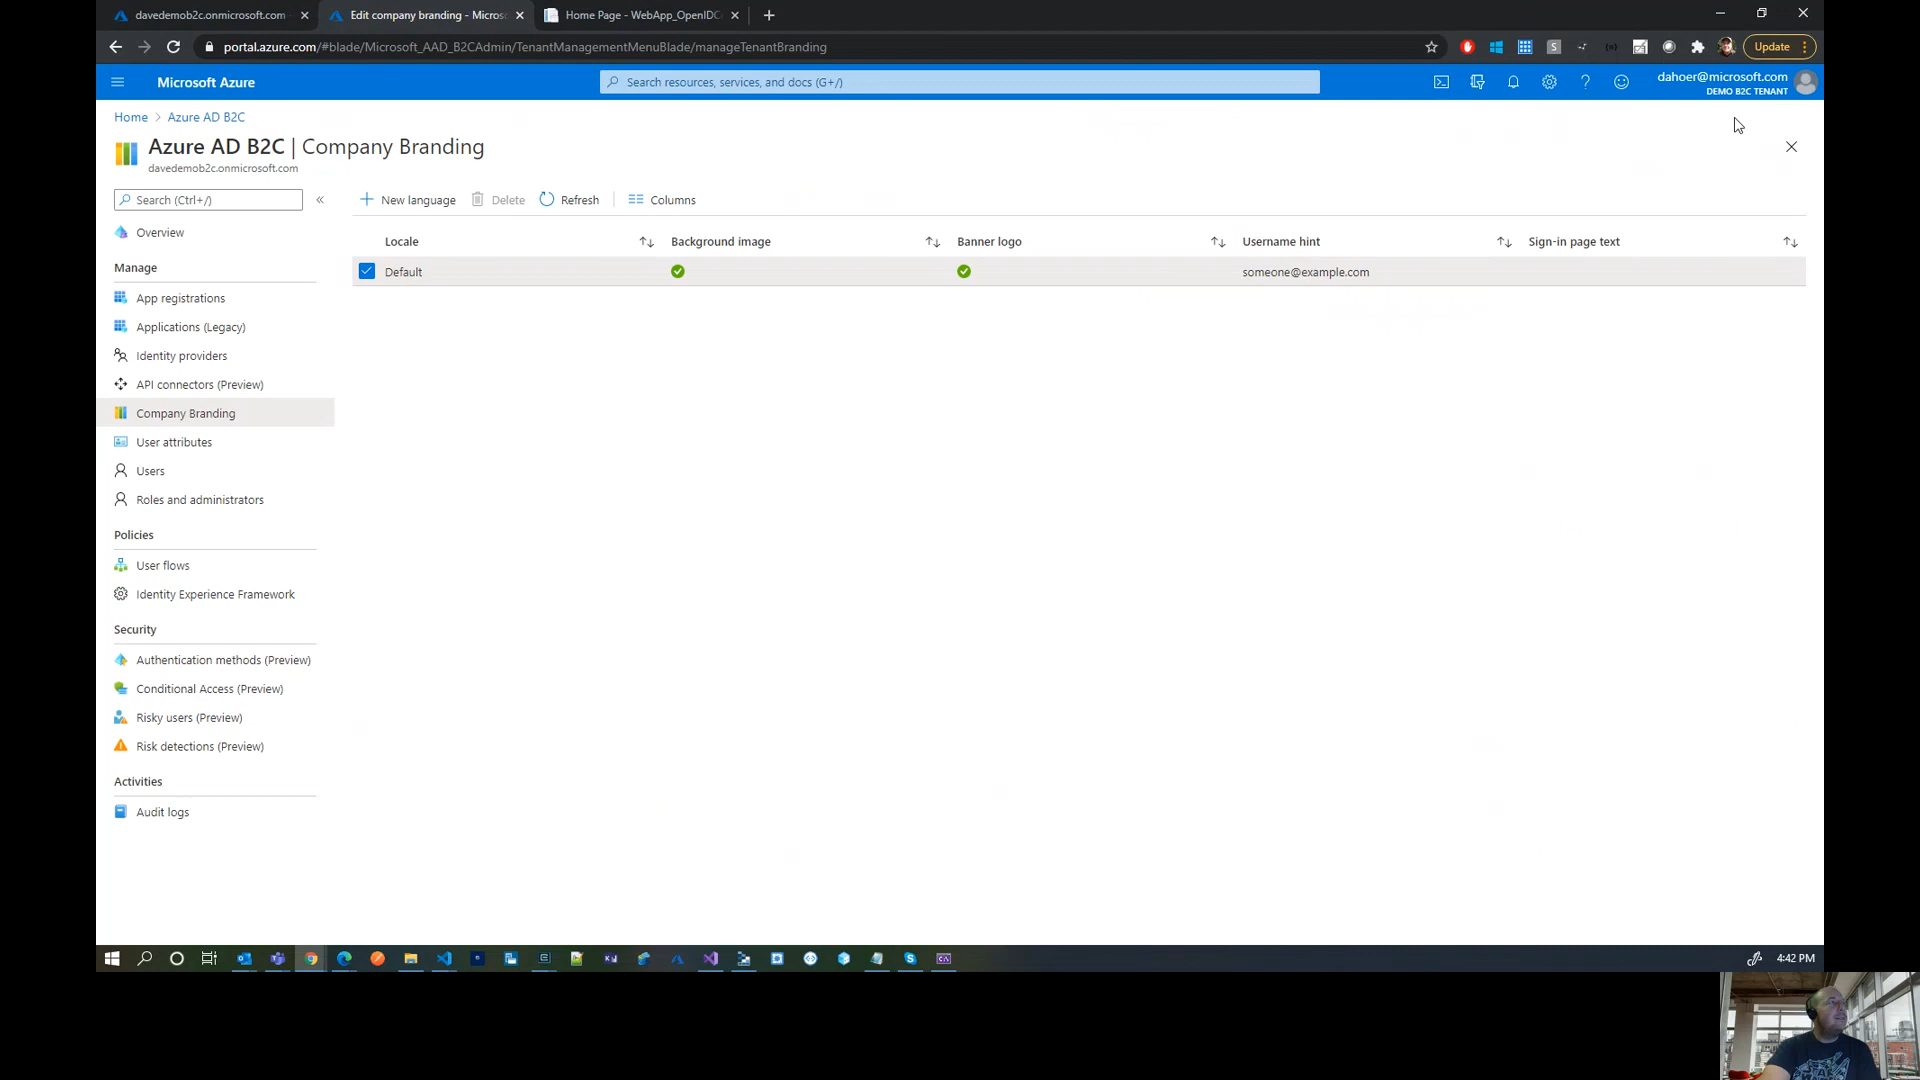 davedemob2c.onmicrosoft.com
Edit company branding - Micros
Home Page - WebApp_OpenIDC
portal.azure.com/#blade/Microsoft_AAD_B2CAdmin/TenantManagementMenuBlade/manageTenantBranding
Update
Microsoft Azure
Search resources, services, and docs (G+/)
dahoer@microsoft.com
DEMO B2C TENANT
Home > Azure AD B2C
Azure AD B2C | Company Branding
davedemob2c.onmicrosoft.com
Search (Ctrl+/)
«
New language
Delete
Refresh
Columns
Overview
Locale
Background image
Banner logo
Username hint
Sign-in page text
Default
someone@example.com
Manage
App registrations
Applications (Legacy)
Identity providers
API connectors (Preview)
Company Branding
User attributes
Users
Roles and administrators
Policies
User flows
Identity Experience Framework
Security
Authentication methods (Preview)
Conditional Access (Preview)
Risky users (Preview)
Risk detections (Preview)
Activities
Audit logs
4:42 PM